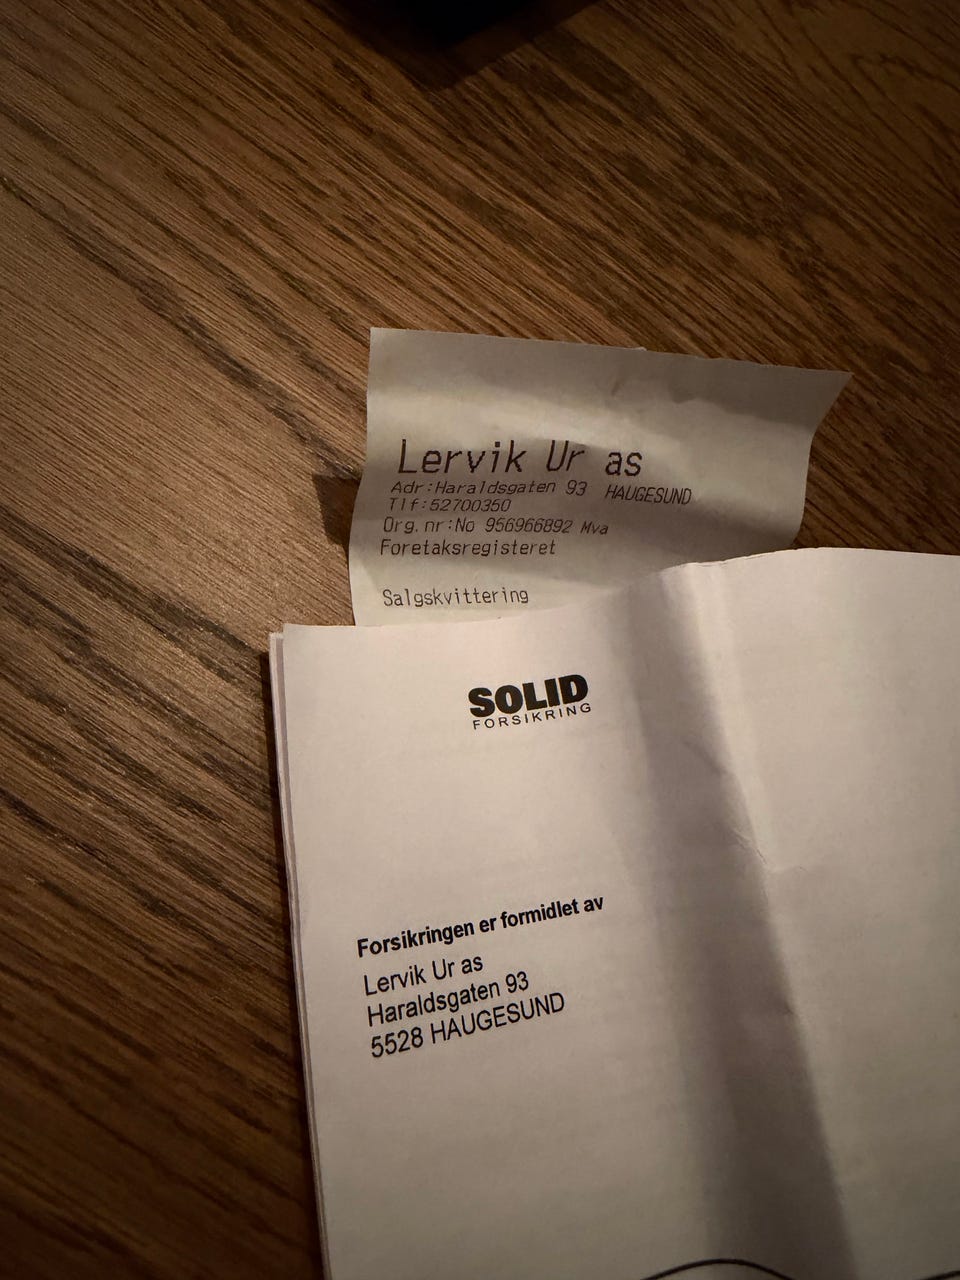 Lervik Ur as
Adr:Haraldsgaten 93 HAUGESUND
Tlf:52700350
Org.nr:No 956966892 Mva
Foretaksregisteret
Salgskvittering
SOLID
FORSIKRING
Forsikringen er formidlet av
Lervik Ur as
Haraldsgaten 93
5528 HAUGESUND